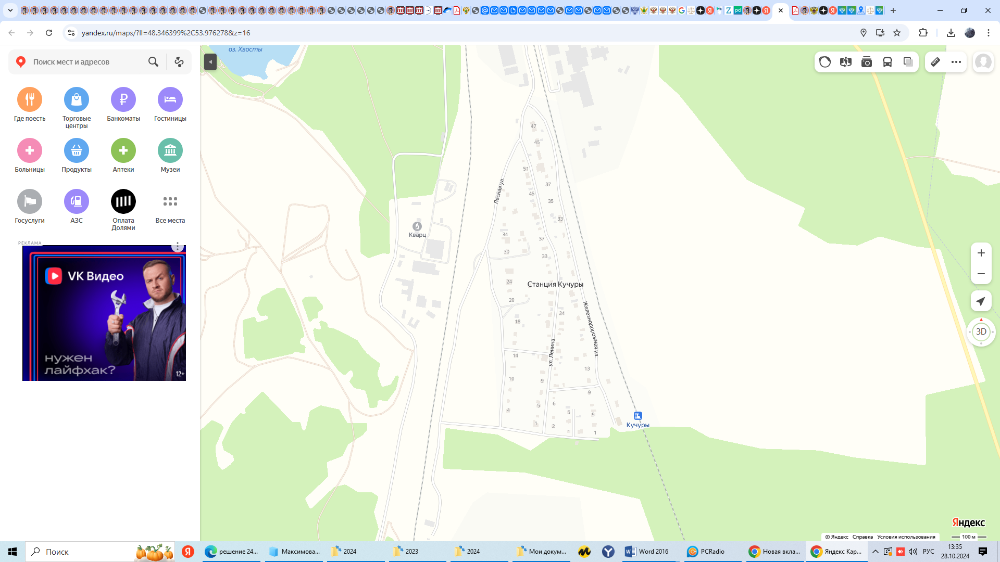 yandex.ru/maps/?ll=48.346399%2C53.976278&z=16
Поиск мест и адресов
Где поесть
Торговые
центры
Банкоматы
Гостиницы
Больницы
Продукты
Аптеки
Музеи
Госуслуги
АЗС
Оплата
Долями
Все места
РЕКЛАМА
VK Видео
нужен
лайфхак?
12+
оз. Хвосты
47
45
51
37
Лесная ул.
45
35
33
Кварц
34
37
30
33
24
Станция Кучуры
20
24
18
Железнодорожная ул.
ул. Ленина
14
13
10
9
9
6
5
4
5
5
1
2
1
1
Кучуры
3D
Яндекс
© Яндекс Справка Условия использования
100 м
Поиск
решение 24...
Максимова...
2024
2023
2024
Мои докум...
Word 2016
PCRadio
Новая вкла...
Яндекс Кар...
РУС
13:35
28.10.2024